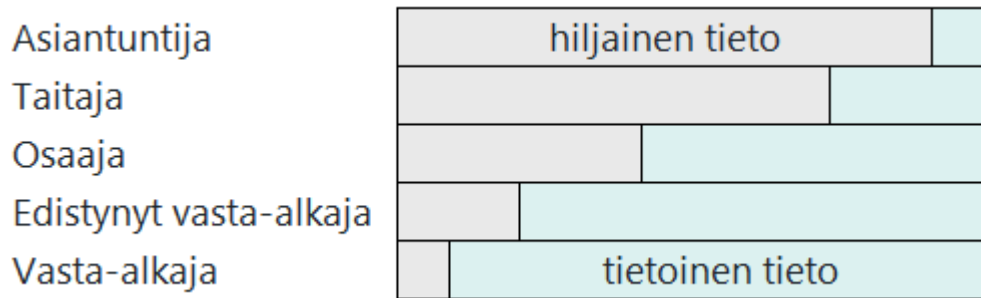 Asiantuntija hiljainen tieto
Taitaja
Osaaja
Edistynyt vasta-alkaja
Vasta-alkaja tietoinen tieto